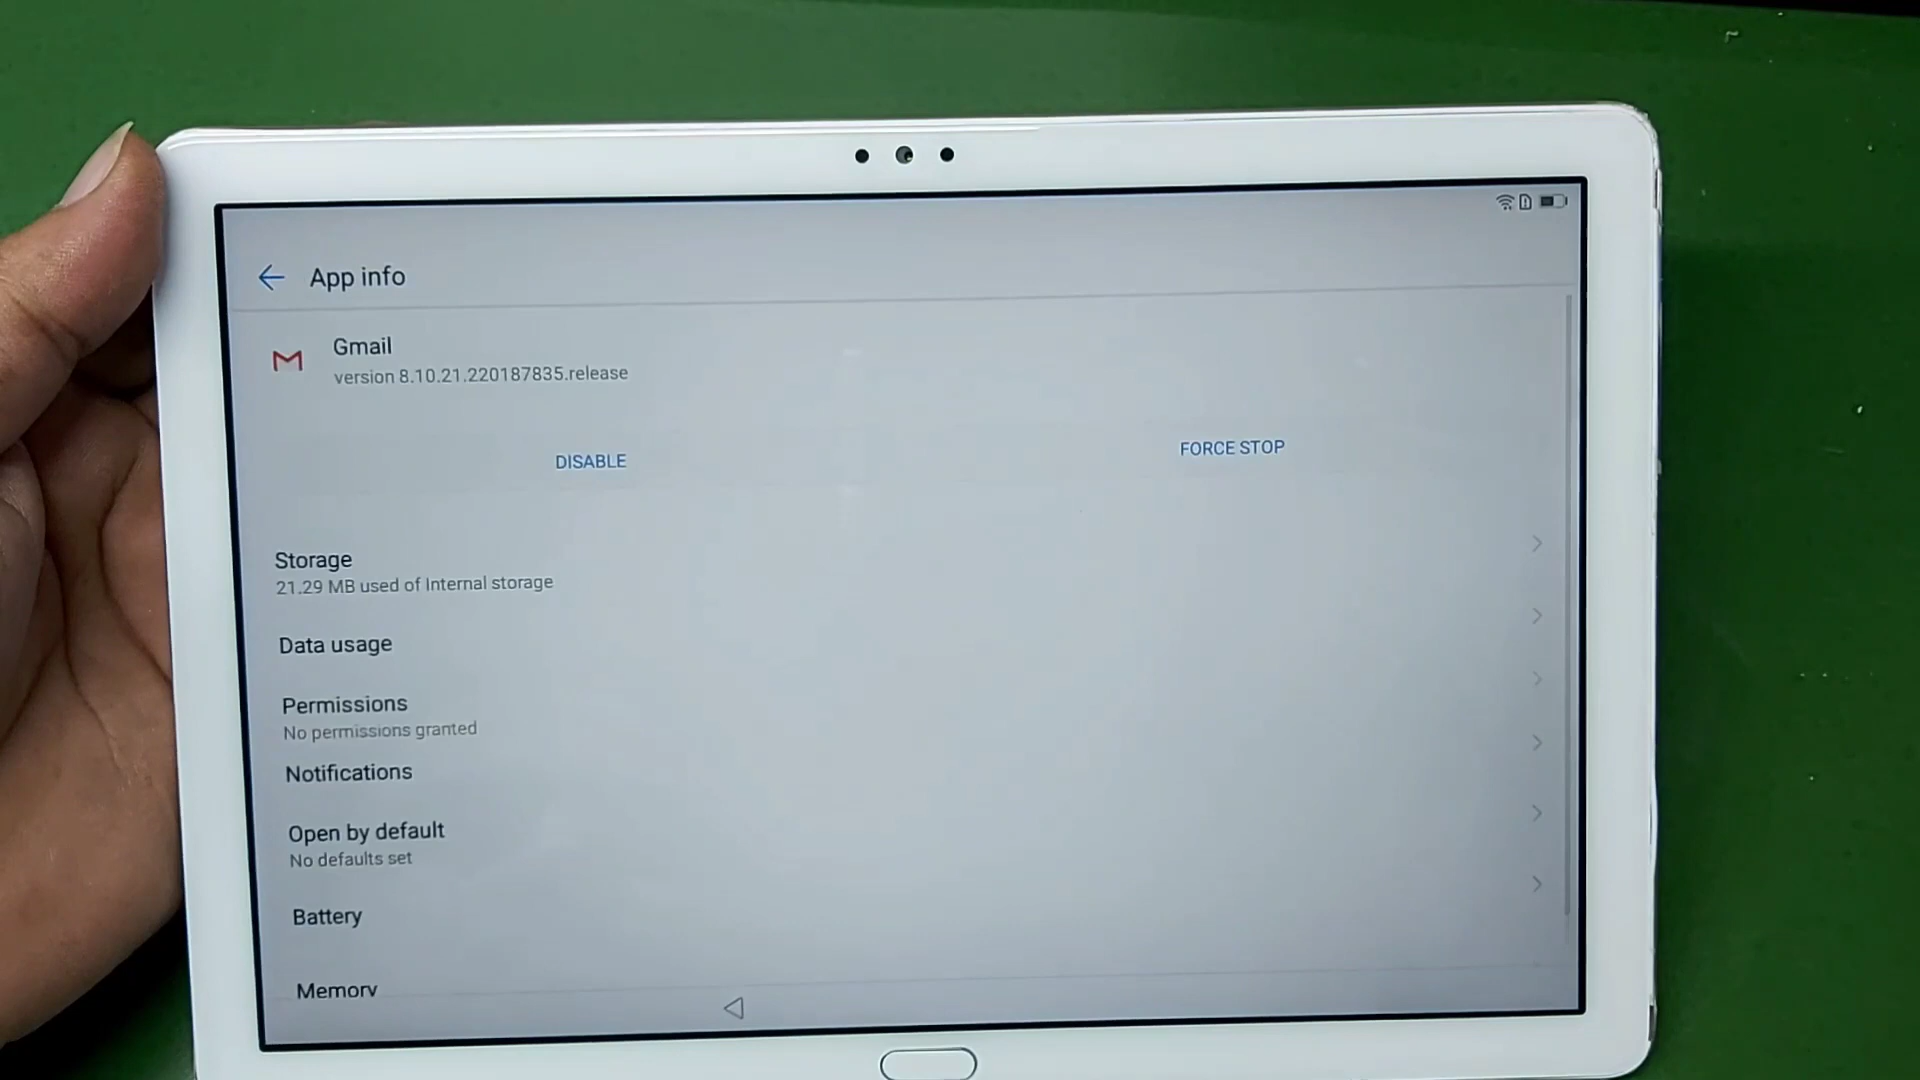 App info
Gmail
version 8.10.21.220187835.release
DISABLE
FORCE STOP
Storage
21.29 MB used of Internal storage
Data usage
Permissions
No permissions granted
Notifications
Open by default
No defaults set
Battery
Memory